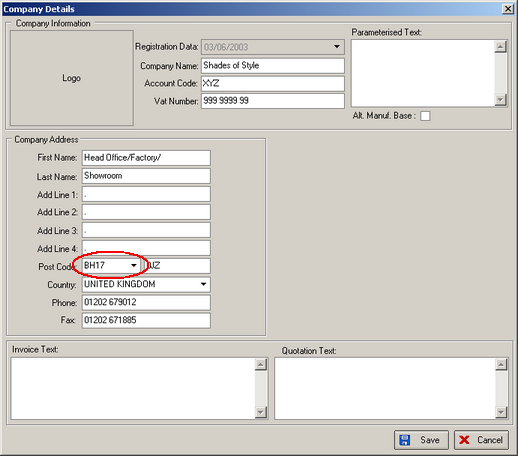 Company Details
Company Information
Logo
Registration Data: 03/06/2003
Company Name: Shades of Style
Account Code: XYZ
Vat Number: 999 9999 99
Parameterised Text:
Alt. Manuf. Base :
Company Address
First Name: Head Office/Factory/
Last Name: Showroom
Add Line 1: .
Add Line 2: .
Add Line 3: .
Add Line 4: .
Post Code: BH17
Country: UNITED KINGDOM
Phone: 01202 679012
Fax: 01202 671885
Invoice Text:
Quotation Text:
Save
Cancel